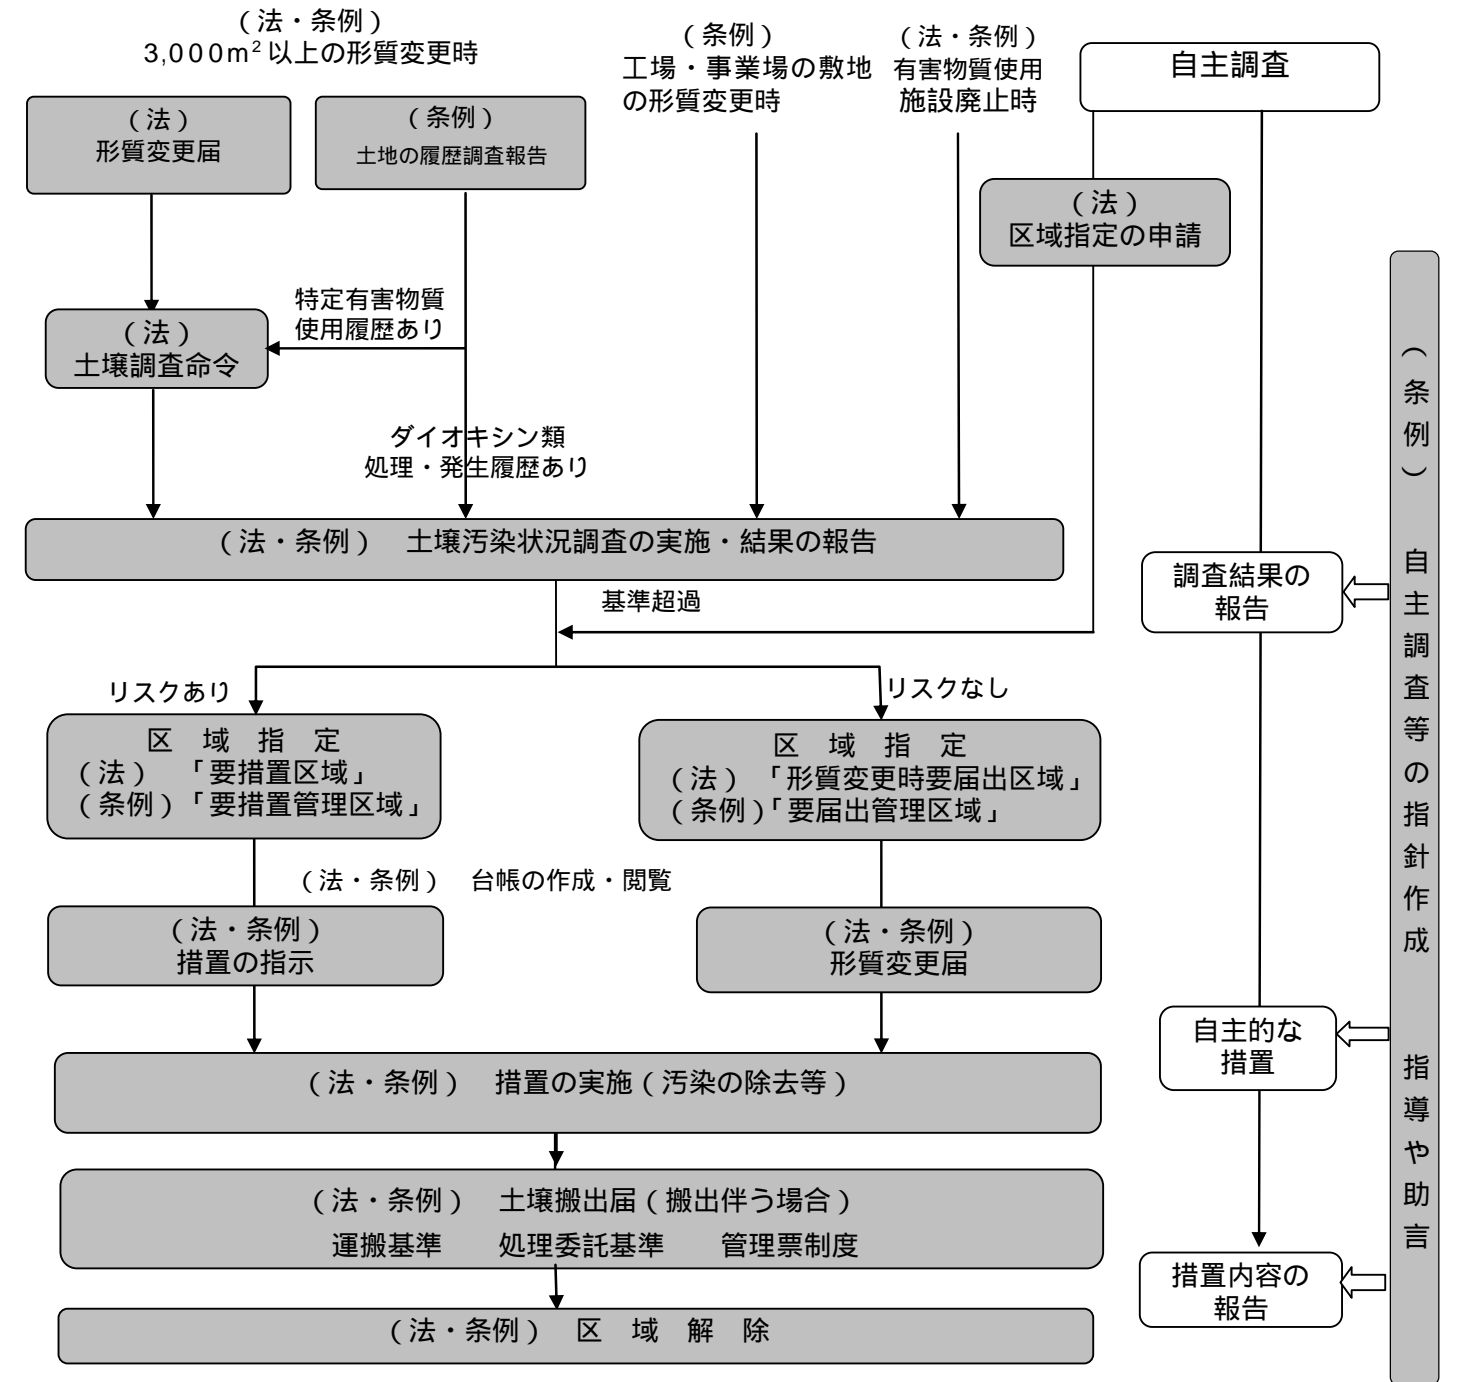 (法・条例)
3,000m²以上の形質変更時
(条例)
工場・事業場の敷地
の形質変更時
(法・条例)
有害物質使用
施設廃止時
自主調査
(法)
形質変更届
(条例)
土地の履歴調査報告
(法)
区域指定の申請
特定有害物質
使用履歴あり
(法)
土壌調査命令
ダイオキシン類
処理・発生履歴あり
(法・条例) 土壌汚染状況調査の実施・結果の報告
基準超過
調査結果の
報告
リスクあり
リスクなし
区 域 指 定
(法) 「要措置区域」
(条例)「要措置管理区域」
区 域 指 定
(法) 「形質変更時要届出区域」
(条例)「要届出管理区域」
(法・条例) 台帳の作成・閲覧
(法・条例)
措置の指示
(法・条例)
形質変更届
自主的な
措置
(法・条例) 措置の実施(汚染の除去等)
(法・条例) 土壌搬出届(搬出伴う場合)
運搬基準 処理委託基準 管理票制度
措置内容の
報告
(法・条例) 区 域 解 除
(条例) 自主調査等の指針作成 指導や助言